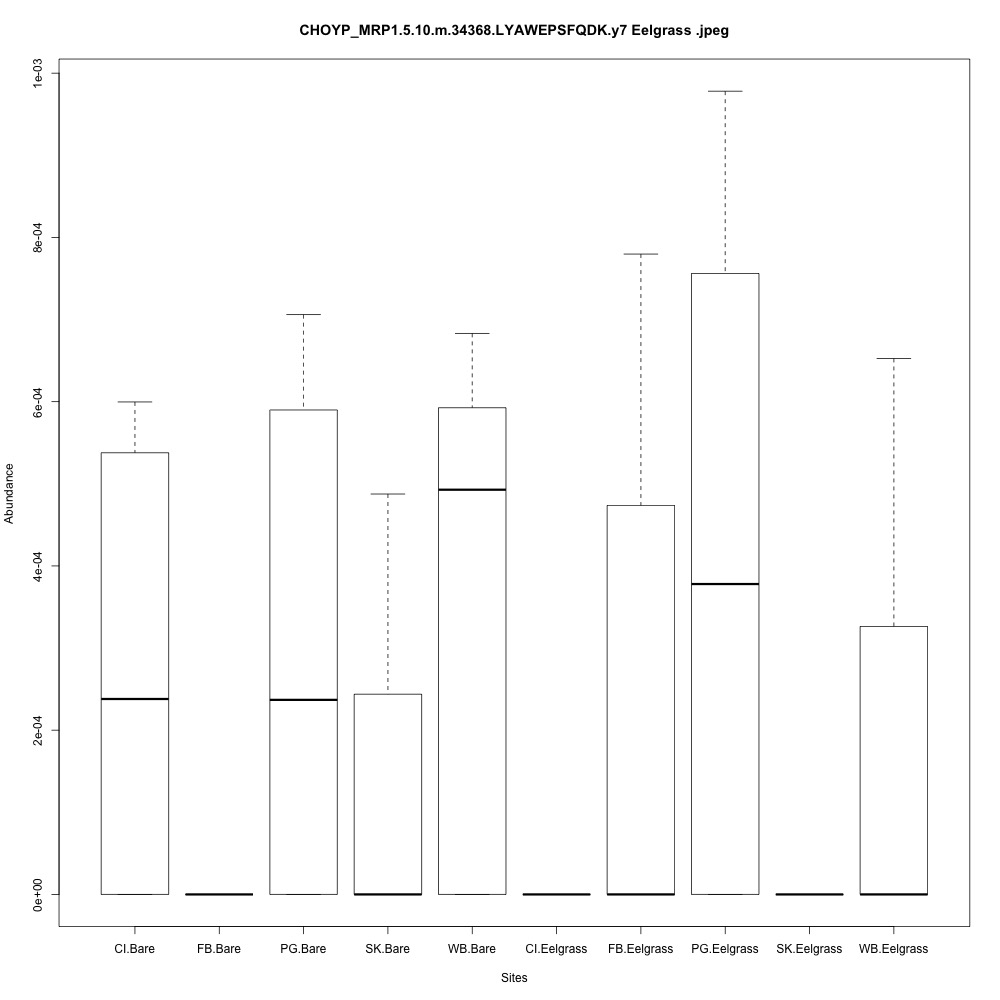 CHOYP_MRP1.5.10.m.34368.LYAWEPSFQDK.y7 Eelgrass .jpeg
Abundance
1e-03
8e-04
6e-04
4e-04
2e-04
0e+00
CI.Bare FB.Bare PG.Bare SK.Bare WB.Bare CI.Eelgrass FB.Eelgrass PG.Eelgrass SK.Eelgrass WB.Eelgrass
Sites